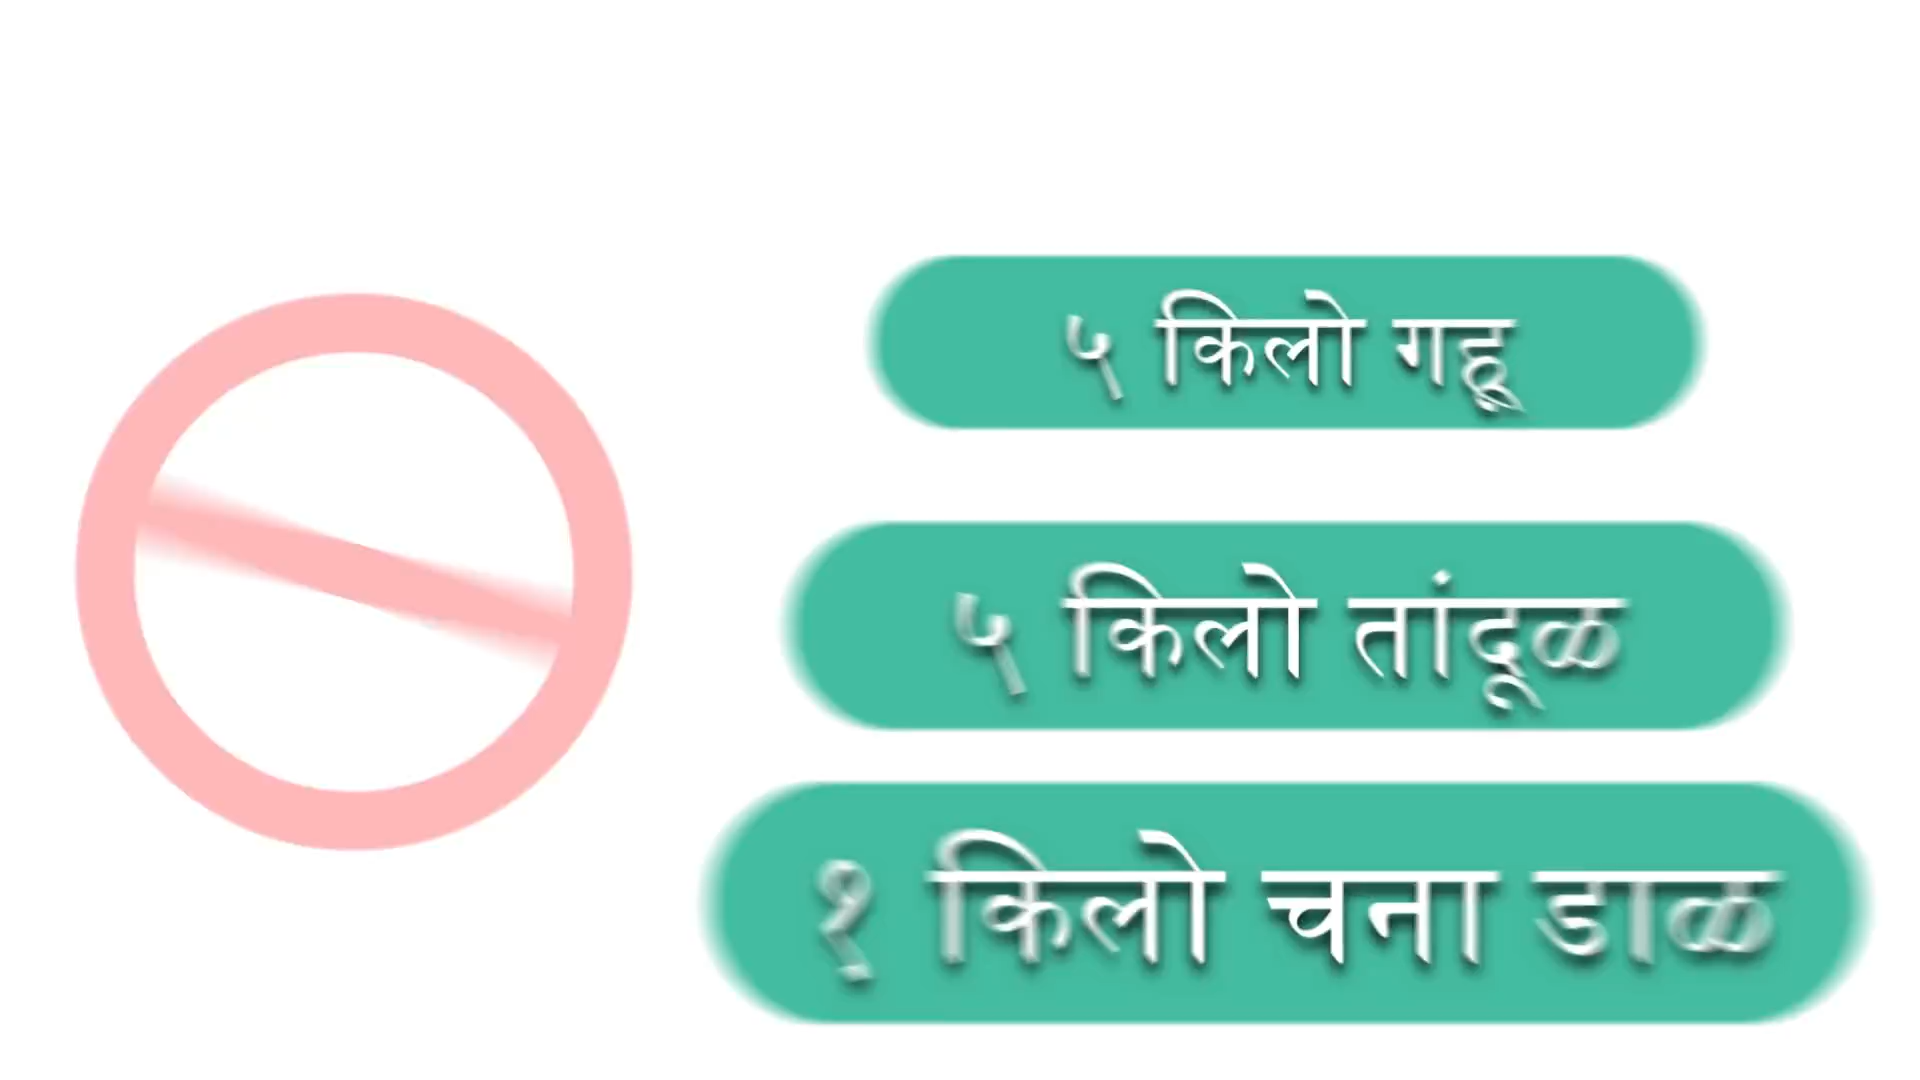 ५ किलो गहू
५ किलो तांदूळ
१ किलो चना डाळ